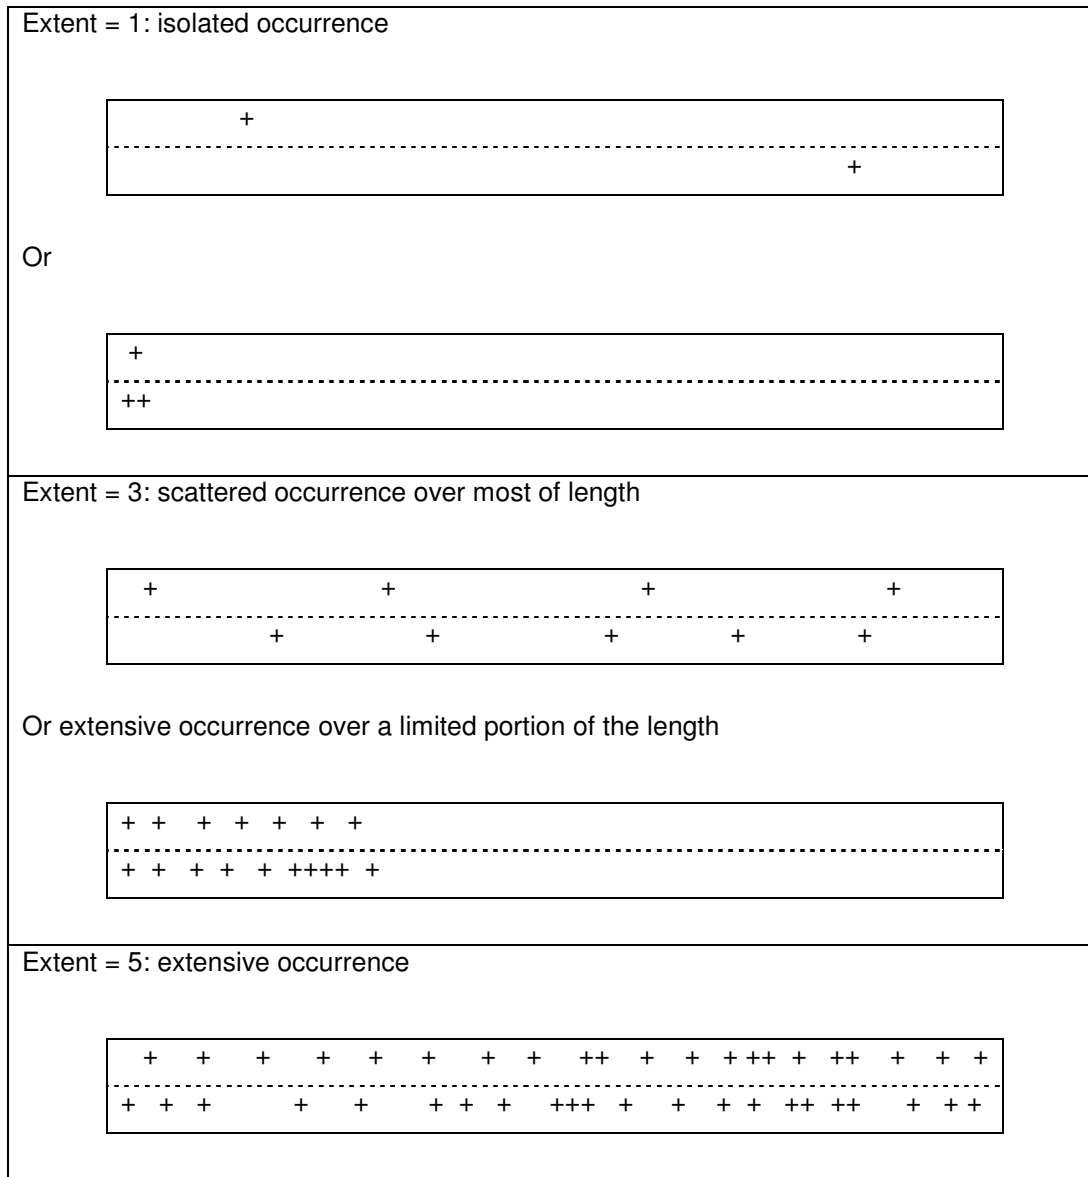 Extent = 1: isolated occurrence
+
+
Or
+
++
Extent = 3: scattered occurrence over most of length
+ + + +
+ + + + +
Or extensive occurrence over a limited portion of the length
+ + + + + + +
+ + + + + ++++ +
Extent = 5: extensive occurrence
+ + + + + + + + ++ + + + ++ + ++ + + +
+ + + + + + + + +++ + + + + ++ ++ + + +